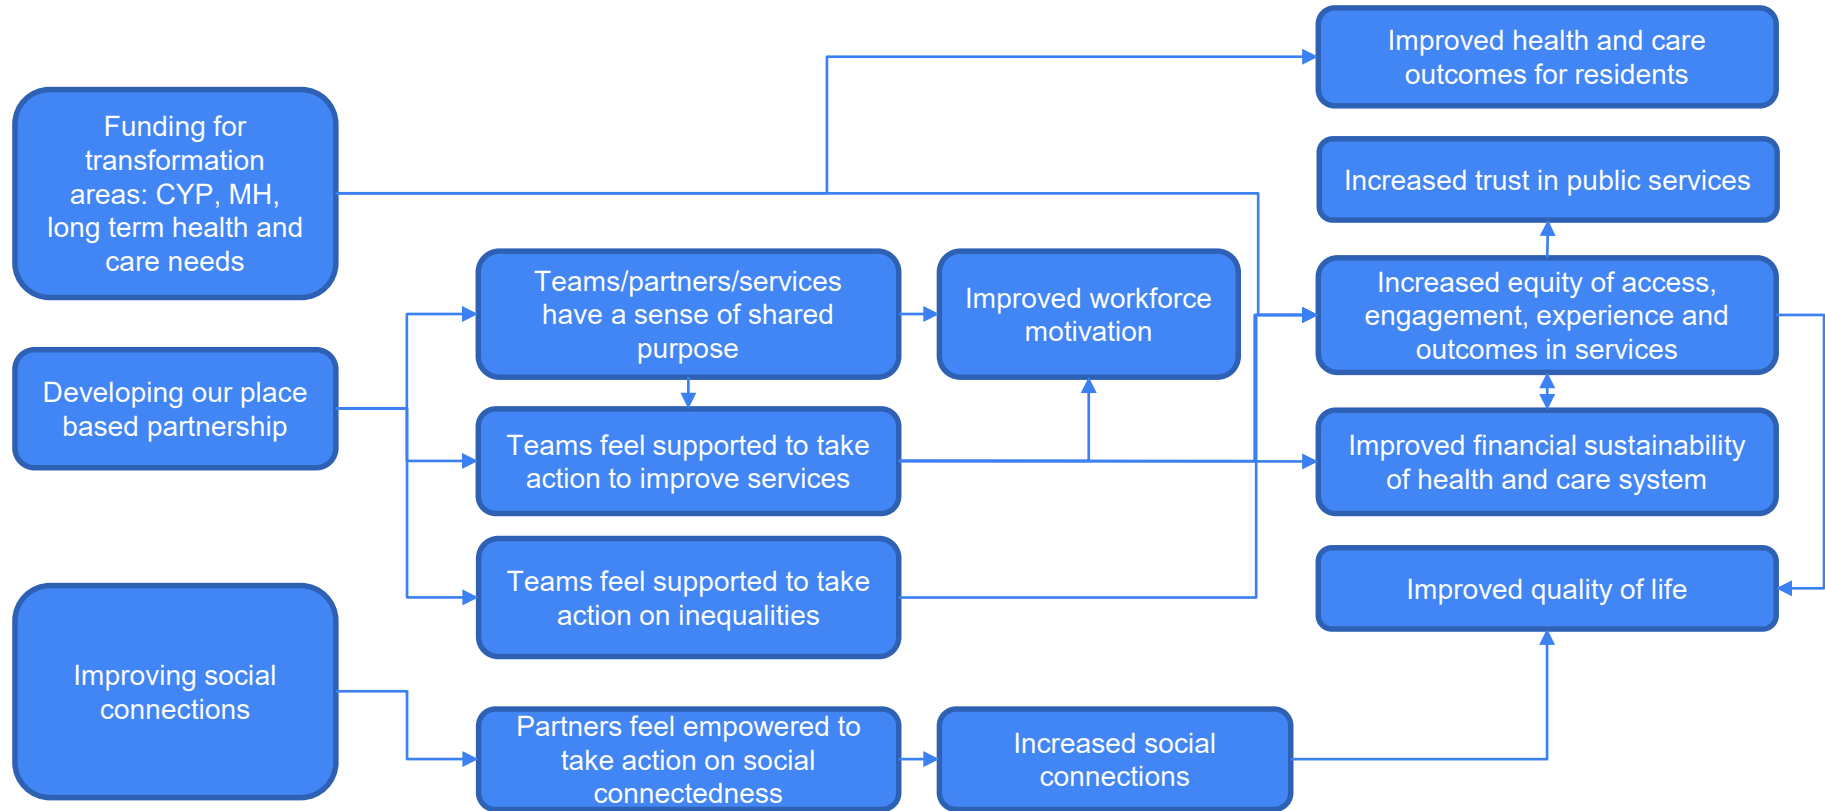 Funding for
transformation
areas: CYP, MH,
long term health and
care needs
Developing our place
based partnership
Improving social
connections
Teams/partners/services
have a sense of shared
purpose
Teams feel supported to take
action to improve services
Teams feel supported to take
action on inequalities
Partners feel empowered to
take action on social
connectedness
Improved workforce
motivation
Increased social
connections
Improved health and care
outcomes for residents
Increased trust in public services
Increased equity of access,
engagement, experience and
outcomes in services
Improved financial sustainability
of health and care system
Improved quality of life